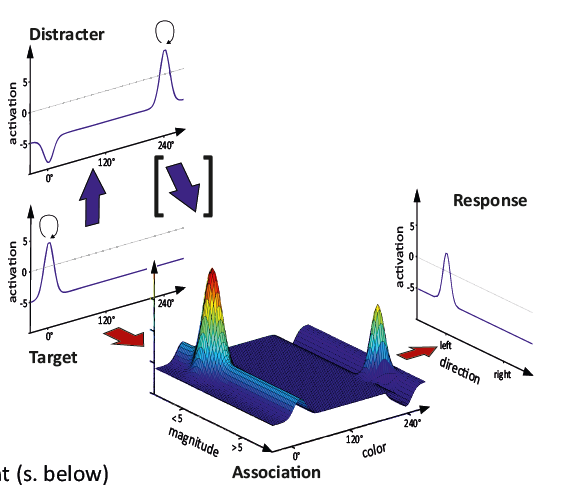 Distracter
activation
5
0
-5
0°
120°
240°
[ ]
Response
activation
5
0
-5
left
direction
right
activation
5
0
-5
0°
120°
240°
Target
<5
magnitude
>5
0°
120°
240°
color
Association
t (s. below)